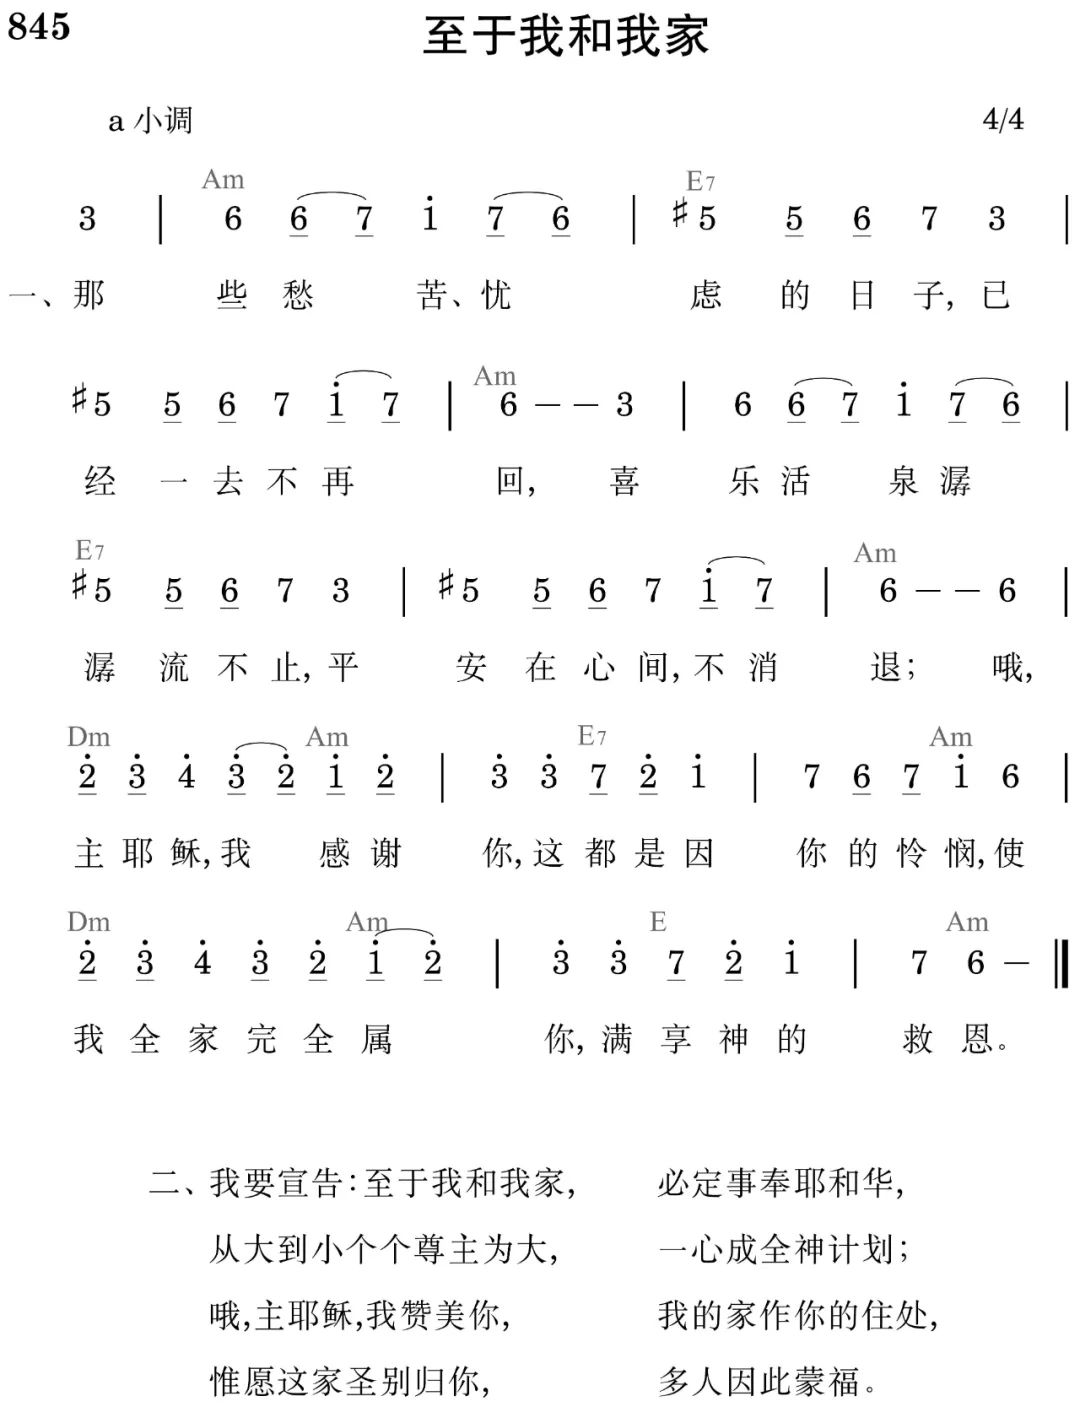 845
至于我和我家
a 小调 4/4
Am E7
3 | 6 6 7 i 7 6 | ♯5 5 6 7 3 |
一、那 些 愁 苦、忧 虑 的 日 子, 已
Am
♯5 5 6 7 i 7 | 6 — — 3 | 6 6 7 i 7 6 |
经 一 去 不 再 回, 喜 乐 活 泉 潺
E7 Am
♯5 5 6 7 3 | ♯5 5 6 7 i 7 | 6 — — 6 |
潺 流 不 止, 平 安 在 心 间, 不 消 退; 哦,
Dm Am E7 Am
2̇ 3̇ 4̇ 3̇ 2̇ i 2̇ | 3̇ 3̇ 7 2̇ i | 7 6 7 i 6 |
主 耶 稣, 我 感 谢 你, 这 都 是 因 你 的 怜 悯, 使
Dm Am E Am
2̇ 3̇ 4̇ 3̇ 2̇ i 2̇ | 3̇ 3̇ 7 2̇ i | 7 6 — ‖
我 全 家 完 全 属 你, 满 享 神 的 救 恩。
二、我要宣告:至于我和我家, 必定事奉耶和华,
从大到小个个尊主为大, 一心成全神计划;
哦,主耶稣,我赞美你, 我的家作你的住处,
惟愿这家圣别归你, 多人因此蒙福。